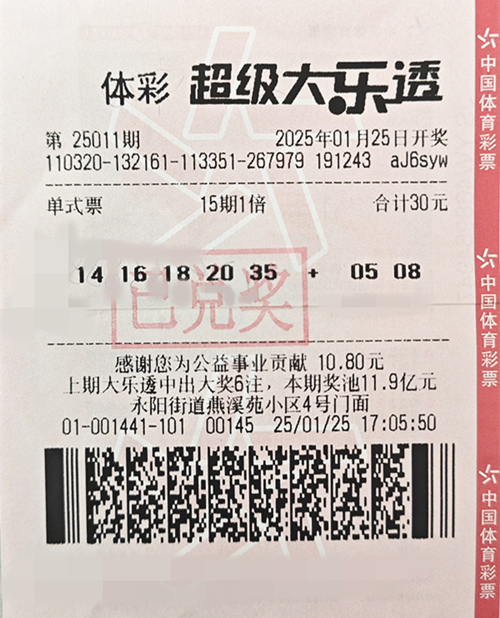 体彩 超级大乐透
第 25011期 2025年01月25日开奖
110320-132161-113351-267979 191243 aJ6syw
单式票 15期1倍 合计30元
14 16 18 20 35 + 05 08
已兑奖
感谢您为公益事业贡献 10.80元
上期大乐透中出大奖6注，本期奖池11.9亿元
永阳街道燕溪苑小区4号门面
01-001441-101 00145 25/01/25 17:05:50
中国体育彩票
中国体育彩票
中国体育彩票